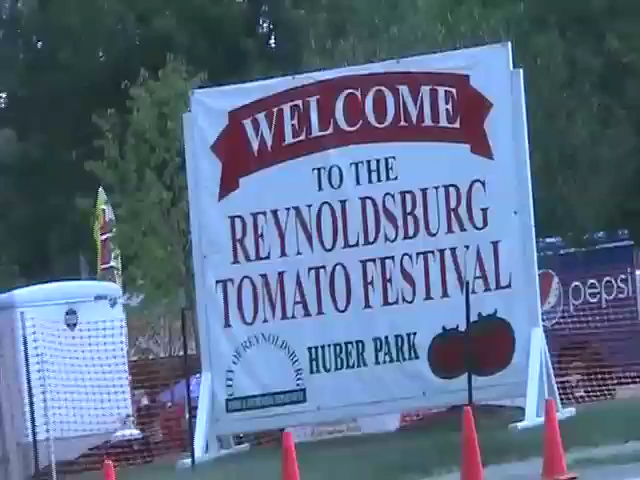 WELCOME
TO THE
REYNOLDSBURG
TOMATO FESTIVAL
CITY OF REYNOLDSBURG
HUBER PARK
pepsi